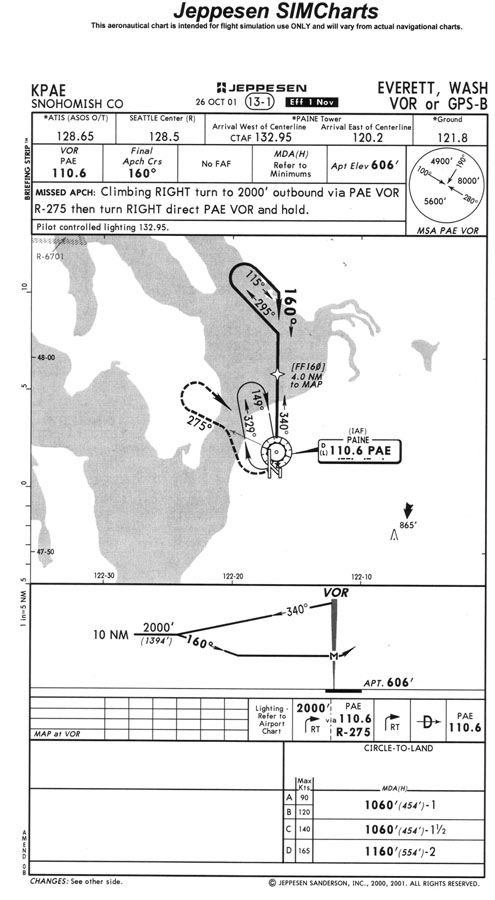 Jeppesen SIMCharts
This aeronautical chart is intended for flight simulation use ONLY and will vary from actual navigational charts.
KPAE
SNOHOMISH CO
JEPPESEN
26 OCT 01 13-1 Eff 1 Nov
EVERETT, WASH
VOR or GPS-B
BRIEFING STRIP™
*ATIS (ASOS O/T)
128.65
SEATTLE Center (R)
128.5
*PAINE Tower
Arrival West of Centerline Arrival East of Centerline
CTAF 132.95 120.2
*Ground
121.8
VOR
PAE
110.6
Final
Apch Crs
160°
No FAF
MDA(H)
Refer to
Minimums
Apt Elev 606'
MISSED APCH: Climbing RIGHT turn to 2000' outbound via PAE VOR
R-275 then turn RIGHT direct PAE VOR and hold.
Pilot controlled lighting 132.95.
4900'
190°
100°
8000'
280°
5600'
MSA PAE VOR
R-6701
115°
295°
160°
10
48-00
[FF160]
4.0 NM
to MAP
5
149°
329°
340°
275°
(IAF)
PAINE
D
(L) 110.6 PAE
0
865'
47-50
5
122-30
122-20
122-10
1 in=5 NM
VOR
340°
10 NM
2000'
(1394')
160°
M
APT. 606'
MAP at VOR
Lighting -
Refer to
Airport
Chart
2000'
RT
via
PAE
110.6
R-275
RT
D
PAE
110.6
CIRCLE-TO-LAND
Max
Kts.
MDA(H)
A 90
B 120
1060'(454')-1
C 140
1060'(454')-1½
D 165
1160'(554')-2
AMEND 0B
CHANGES: See other side.
© JEPPESEN SANDERSON, INC., 2000, 2001. ALL RIGHTS RESERVED.